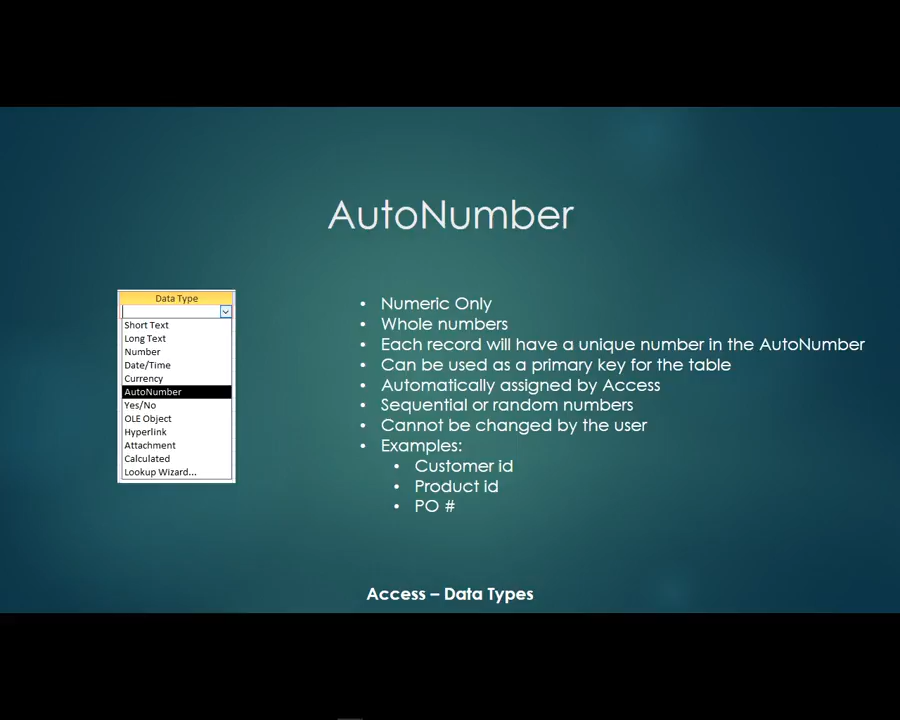 AutoNumber
Data Type
Short Text
Long Text
Number
Date/Time
Currency
AutoNumber
Yes/No
OLE Object
Hyperlink
Attachment
Calculated
Lookup Wizard...
• Numeric Only
• Whole numbers
• Each record will have a unique number in the AutoNumber
• Can be used as a primary key for the table
• Automatically assigned by Access
• Sequential or random numbers
• Cannot be changed by the user
• Examples:
• Customer id
• Product id
• PO #
Access – Data Types